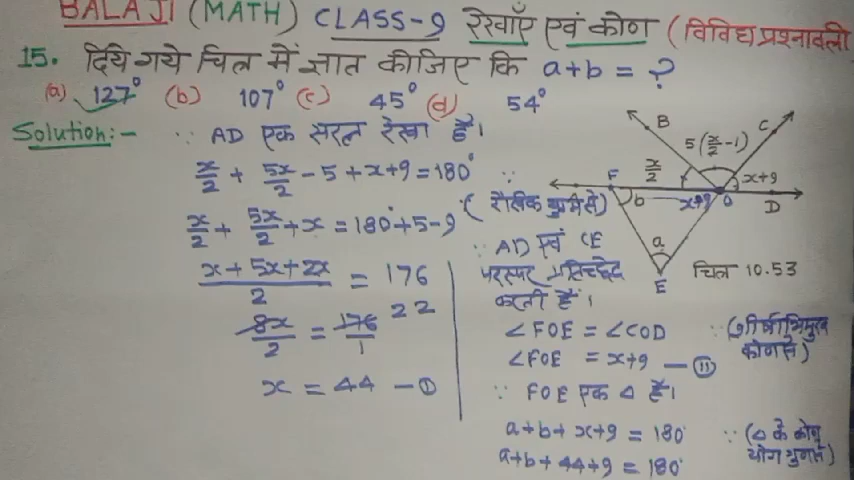 BALAJI (MATH) CLASS-9 रेखाएँ एवं कोण (विविध प्रश्नावली
15. दिये गये चित्र में ज्ञात कीजिए कि a+b = ?
(a) 127° (b) 107° (c) 45° (d) 54°
Solution:- ∵ AD एक सरल रेखा है।
x/2 + 5x/2 - 5 + x+9 = 180° ∵
(रैखिक युग्म से)
x/2 + 5x/2 + x = 180°+5-9
x+5x+2x/2 = 176
8x/2 = 176/1 22
x = 44 - ①
∵ AD एवं CE
परस्पर प्रतिच्छेद
करती हैं।
∠FOE = ∠COD ∵ (शीर्षाभिमुख
कोण से)
∠FOE = x+9 - ⑪
∵ FOE एक Δ है।
a+b+x+9 = 180° ∵ (Δ के कोण
योग गुण से)
a+b+44+9 = 180°
B
C
5(x/2-1)
F
x/2
x+9
b
x+9
O
D
a
E
चित्र 10.53